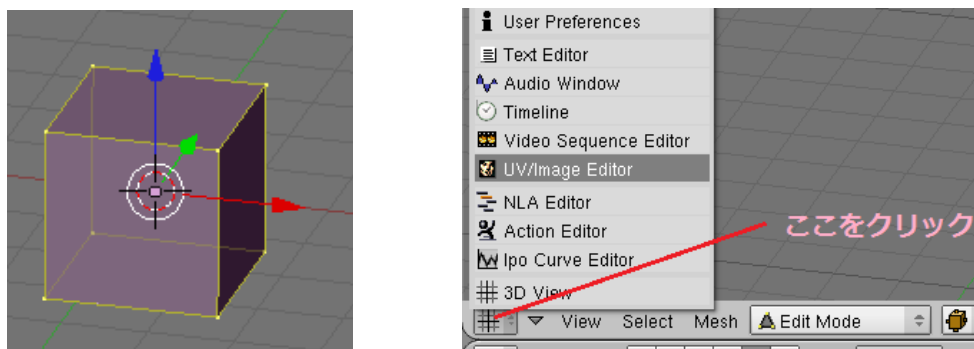 User Preferences
Text Editor
Audio Window
Timeline
Video Sequence Editor
UV/Image Editor
NLA Editor
ここをクリック
Action Editor
Ipo Curve Editor
3D View
View Select Mesh Edit Mode